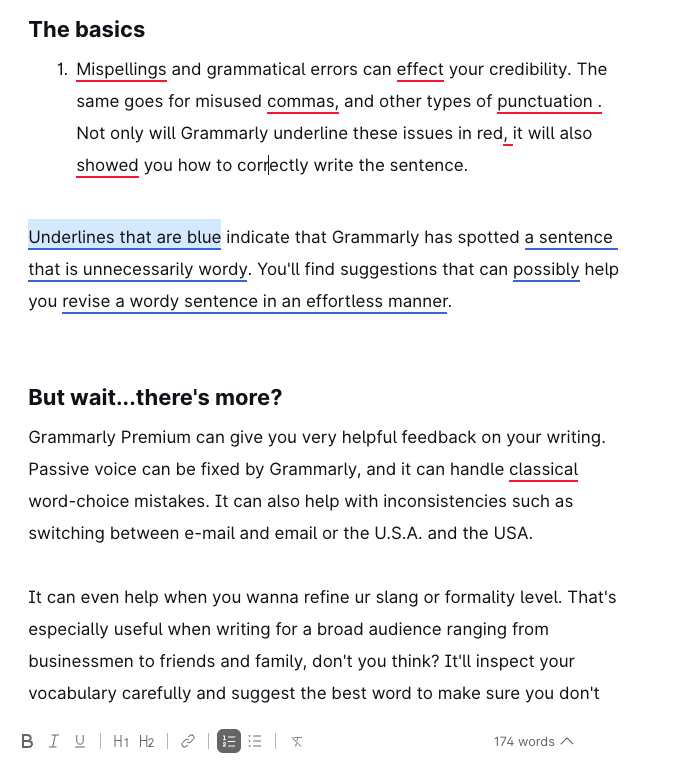 The basics
1. Mispellings and grammatical errors can effect your credibility. The
same goes for misused commas, and other types of punctuation .
Not only will Grammarly underline these issues in red, it will also
showed you how to correctly write the sentence.
Underlines that are blue indicate that Grammarly has spotted a sentence
that is unnecessarily wordy. You'll find suggestions that can possibly help
you revise a wordy sentence in an effortless manner.
But wait...there's more?
Grammarly Premium can give you very helpful feedback on your writing.
Passive voice can be fixed by Grammarly, and it can handle classical
word-choice mistakes. It can also help with inconsistencies such as
switching between e-mail and email or the U.S.A. and the USA.
It can even help when you wanna refine ur slang or formality level. That's
especially useful when writing for a broad audience ranging from
businessmen to friends and family, don't you think? It'll inspect your
vocabulary carefully and suggest the best word to make sure you don't
B I U H1 H2 174 words